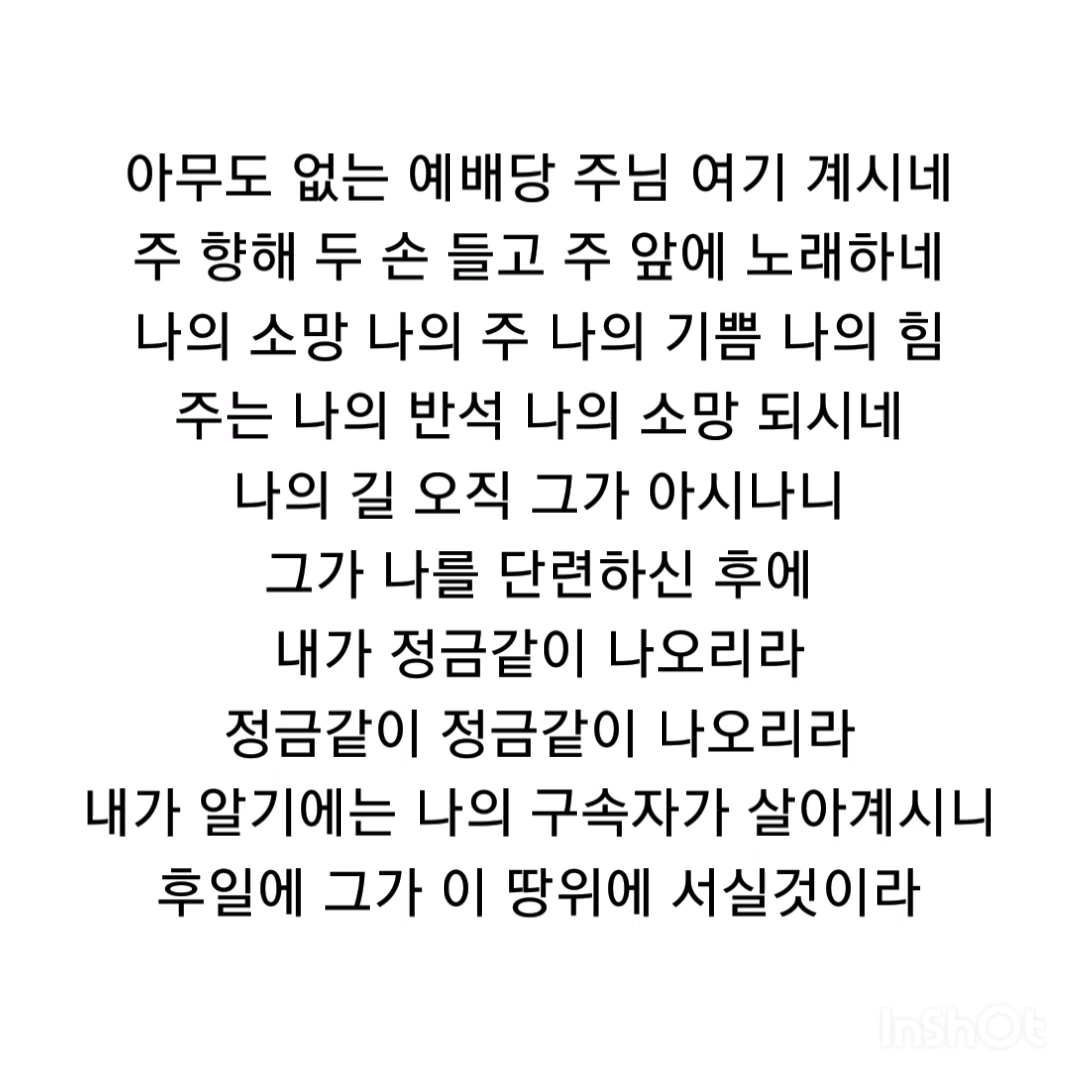 아무도 없는 예배당 주님 여기 계시네
주 향해 두 손 들고 주 앞에 노래하네
나의 소망 나의 주 나의 기쁨 나의 힘
주는 나의 반석 나의 소망 되시네
나의 길 오직 그가 아시나니
그가 나를 단련하신 후에
내가 정금같이 나오리라
정금같이 정금같이 나오리라
내가 알기에는 나의 구속자가 살아계시니
후일에 그가 이 땅위에 서실것이라
InShOt